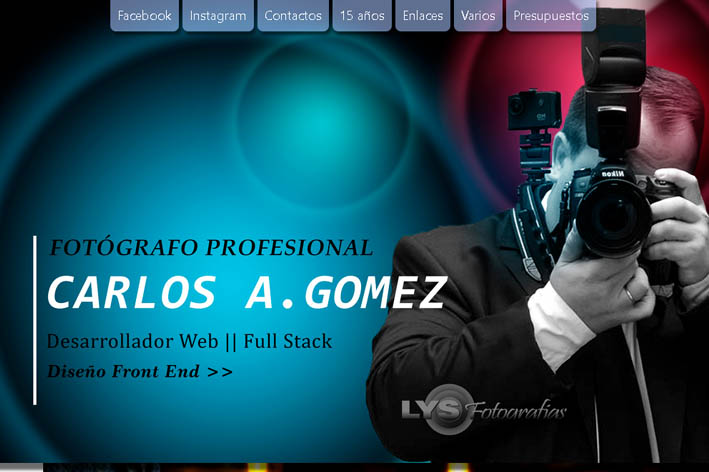 Facebook
Instagram
Contactos
15 años
Enlaces
Varios
Presupuestos
FOTÓGRAFO PROFESIONAL
CARLOS A.GOMEZ
Desarrollador Web || Full Stack
Diseño Front End >>
LYS Fotografias
Nikon